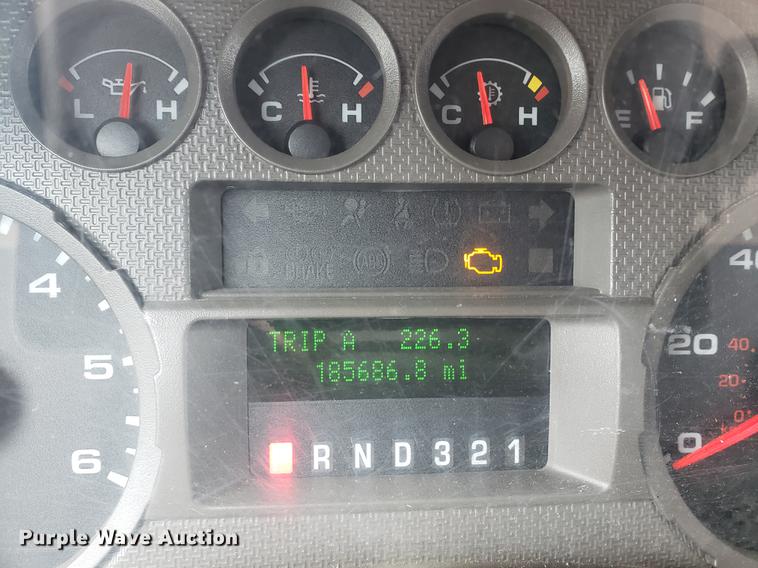 L H
C H
C H
E F
BRAKE (ABS)
4
5
6
TRIP A 226.3
185686.8 mi
R N D 3 2 1
40
20
0
40
20
0
Purple Wave Auction